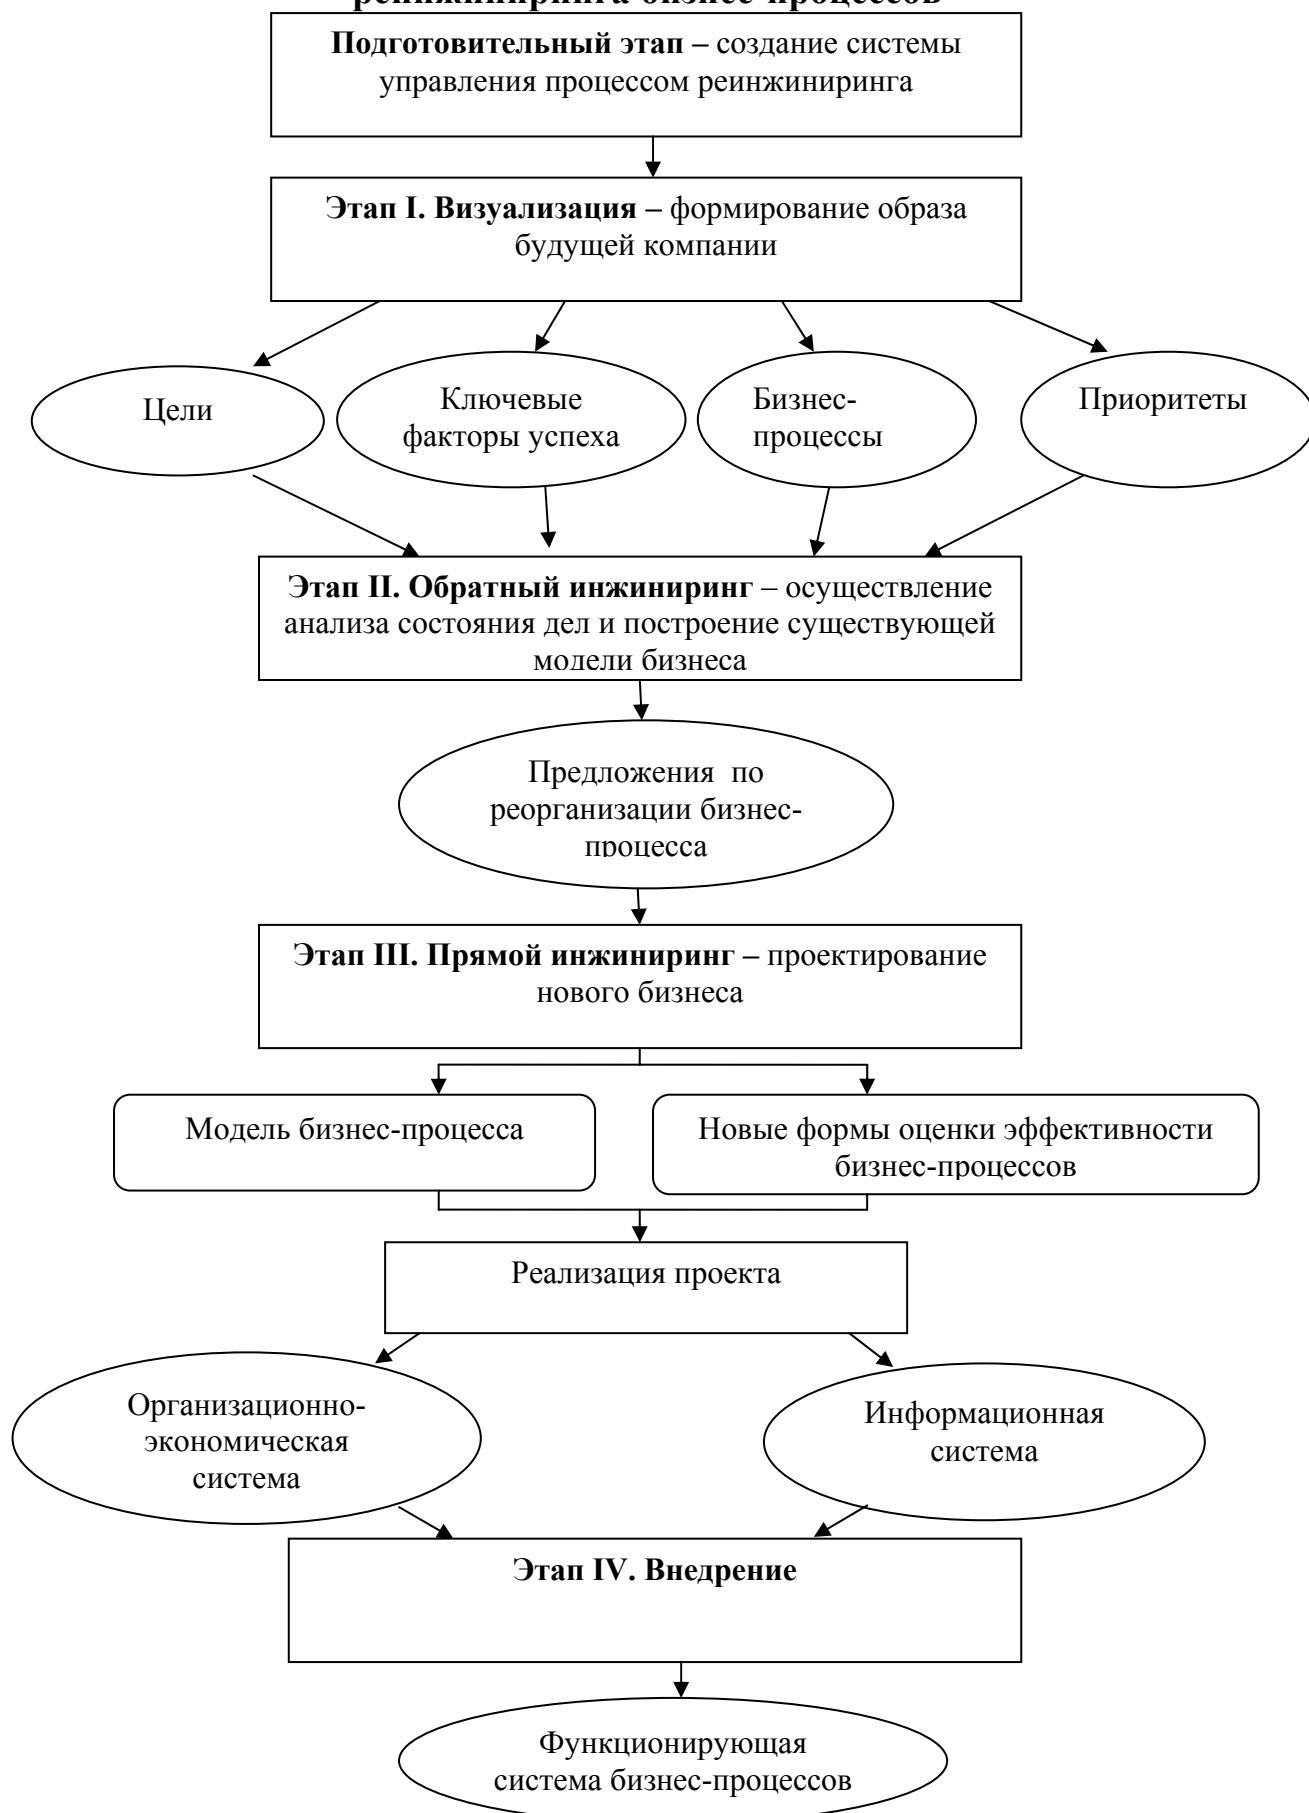 реинжиниринга бизнес-процессов
Подготовительный этап – создание системы
управления процессом реинжиниринга
Этап I. Визуализация – формирование образа
будущей компании
Цели
Ключевые
факторы успеха
Бизнес-
процессы
Приоритеты
Этап II. Обратный инжиниринг – осуществление
анализа состояния дел и построение существующей
модели бизнеса
Предложения по
реорганизации бизнес-
процесса
Этап III. Прямой инжиниринг – проектирование
нового бизнеса
Модель бизнес-процесса
Новые формы оценки эффективности
бизнес-процессов
Реализация проекта
Организационно-
экономическая
система
Информационная
система
Этап IV. Внедрение
Функционирующая
система бизнес-процессов